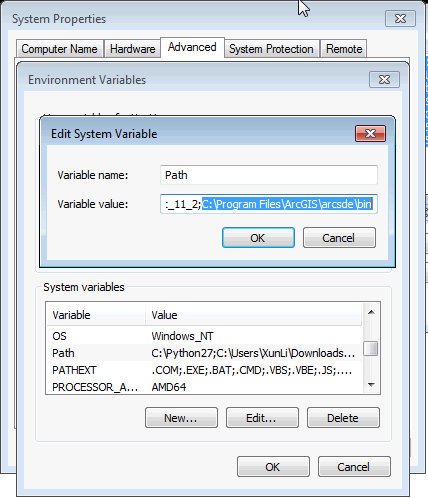 System Properties
Computer Name Hardware Advanced System Protection Remote
Environment Variables
Edit System Variable
Variable name: Path
Variable value: :_11_2;C:\Program Files\ArcGIS\arcsde\bin
OK Cancel
System variables
Variable Value
OS Windows_NT
Path C:\Python27;C:\Users\XunLi\Downloads...
PATHEXT .COM;.EXE;.BAT;.CMD;.VBS;.VBE;.JS;....
PROCESSOR_A... AMD64
New... Edit... Delete
OK Cancel